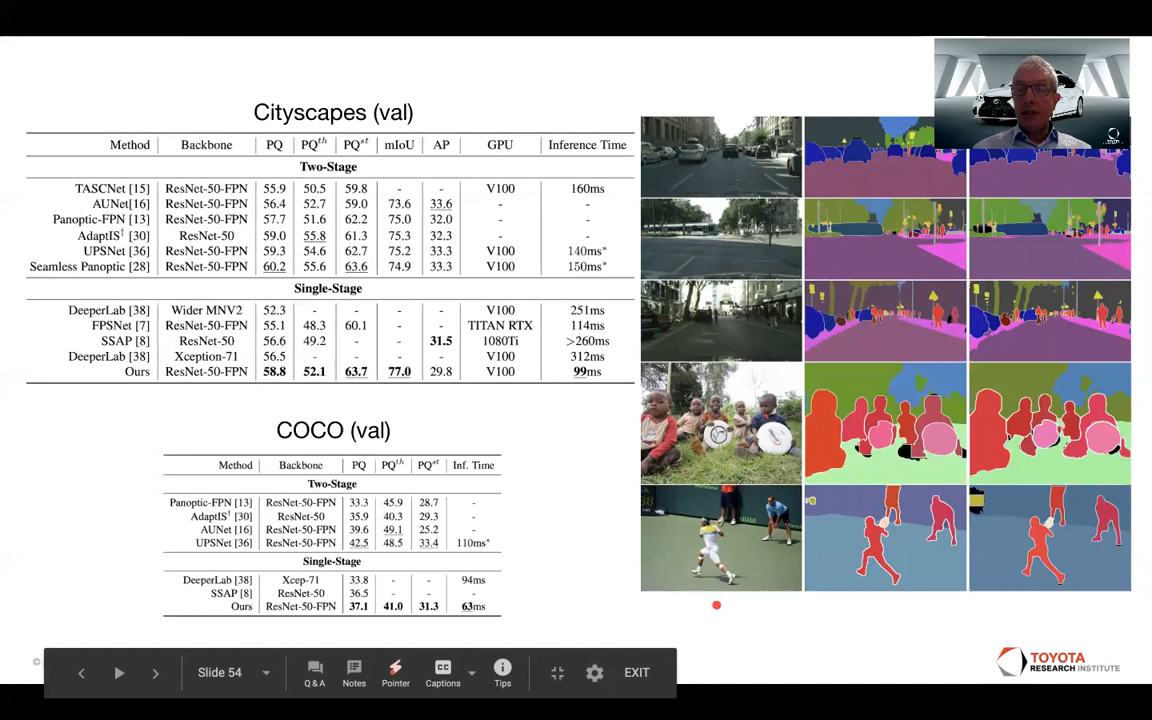 Cityscapes (val)
Method Backbone PQ PQ^th PQ^st mIoU AP GPU Inference Time
Two-Stage
TASCNet [15] ResNet-50-FPN 55.9 50.5 59.8 - - V100 160ms
AUNet[16] ResNet-50-FPN 56.4 52.7 59.0 73.6 33.6 - -
Panoptic-FPN [13] ResNet-50-FPN 57.7 51.6 62.2 75.0 32.0 - -
AdaptIS† [30] ResNet-50 59.0 55.8 61.3 75.3 32.3 - -
UPSNet [36] ResNet-50-FPN 59.3 54.6 62.7 75.2 33.3 V100 140ms*
Seamless Panoptic [28] ResNet-50-FPN 60.2 55.6 63.6 74.9 33.3 V100 150ms*
Single-Stage
DeeperLab [38] Wider MNV2 52.3 - - - - V100 251ms
FPSNet [7] ResNet-50-FPN 55.1 48.3 60.1 - - TITAN RTX 114ms
SSAP [8] ResNet-50 56.6 49.2 - - 31.5 1080Ti >260ms
DeeperLab [38] Xception-71 56.5 - - - - V100 312ms
Ours ResNet-50-FPN 58.8 52.1 63.7 77.0 29.8 V100 99ms
COCO (val)
Method Backbone PQ PQ^th PQ^st Inf. Time
Two-Stage
Panoptic-FPN [13] ResNet-50-FPN 33.3 45.9 28.7 -
AdaptIS† [30] ResNet-50 35.9 40.3 29.3 -
AUNet [16] ResNet-50-FPN 39.6 49.1 25.2 -
UPSNet [36] ResNet-50-FPN 42.5 48.5 33.4 110ms*
Single-Stage
DeeperLab [38] Xcep-71 33.8 - - 94ms
SSAP [8] ResNet-50 36.5 - - -
Ours ResNet-50-FPN 37.1 41.0 31.3 63ms
©
Slide 54
Q & A
Notes
Pointer
CC
Captions
Tips
EXIT
TOYOTA
RESEARCH INSTITUTE